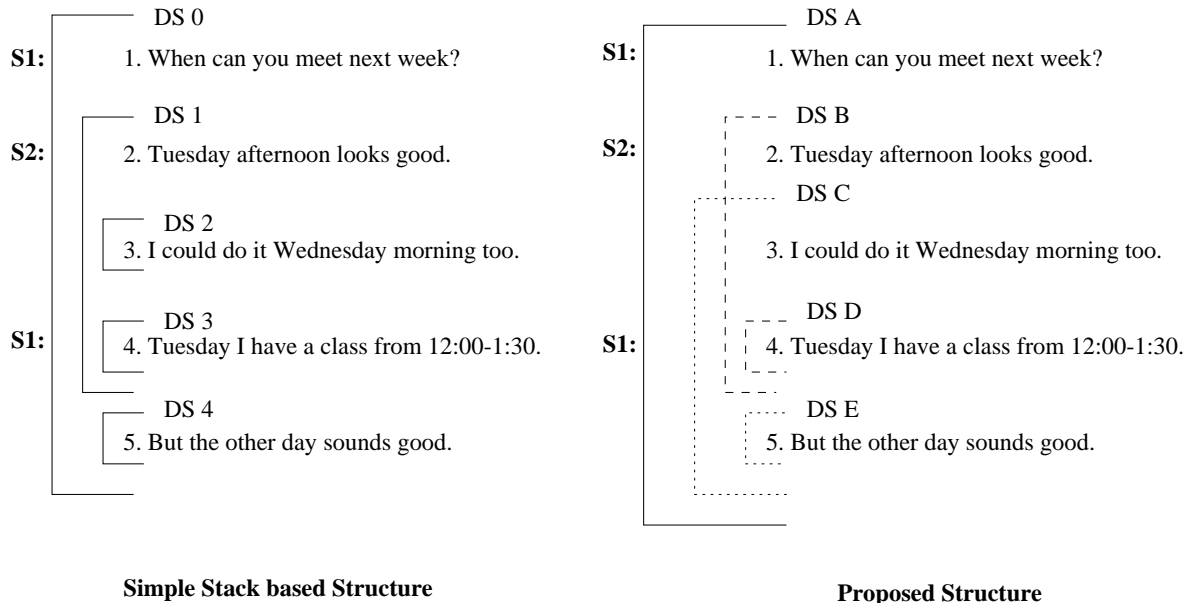 DS 0
S1:
1. When can you meet next week?
DS 1
S2:
2. Tuesday afternoon looks good.
DS 2
3. I could do it Wednesday morning too.
DS 3
S1:
4. Tuesday I have a class from 12:00-1:30.
DS 4
5. But the other day sounds good.
Simple Stack based Structure
DS A
S1:
1. When can you meet next week?
DS B
S2:
2. Tuesday afternoon looks good.
DS C
3. I could do it Wednesday morning too.
DS D
S1:
4. Tuesday I have a class from 12:00-1:30.
DS E
5. But the other day sounds good.
Proposed Structure